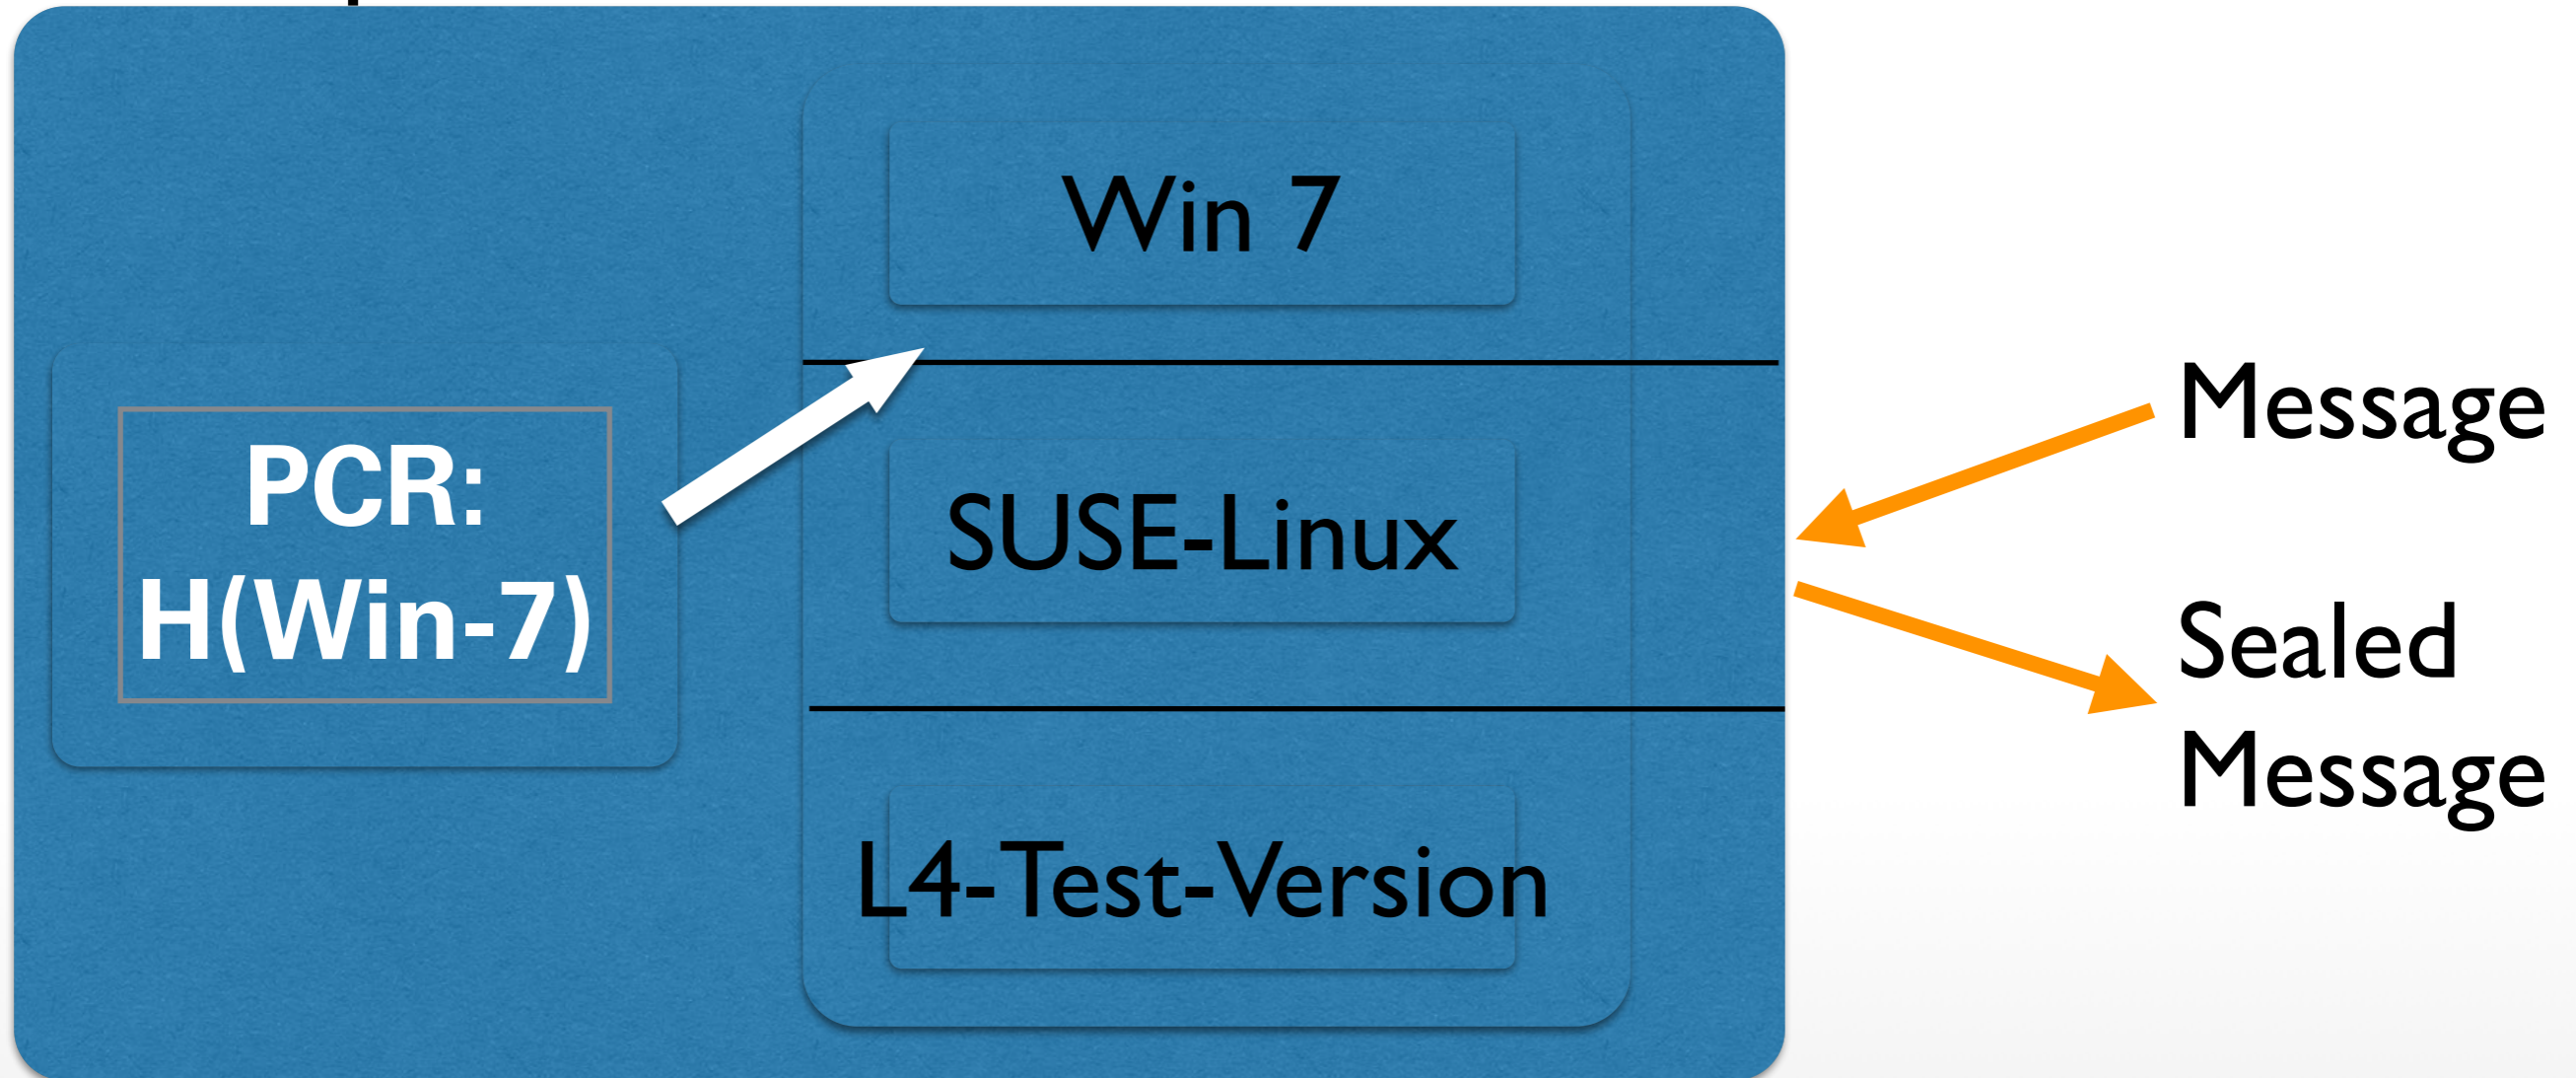 Win 7
PCR:
H(Win-7)
SUSE-Linux
L4-Test-Version
Message
Sealed
Message